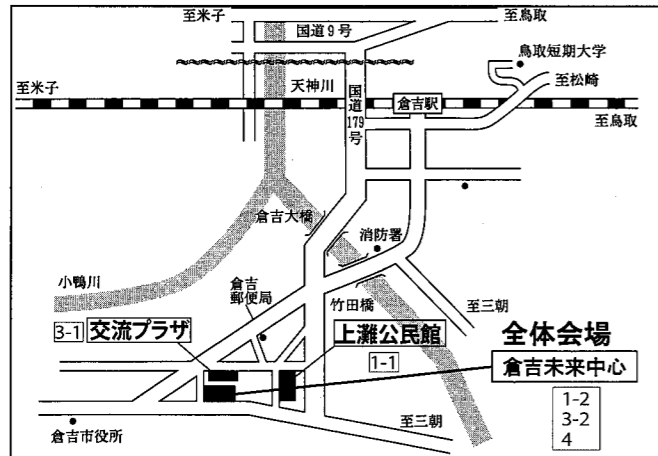 至米子
至鳥取
国道9号
鳥取短期大学
至米子
天神川
国道179号
倉吉駅
至松崎
至鳥取
倉吉大橋
消防署
小鴨川
倉吉
郵便局
竹田橋
至三朝
3-1 交流プラザ
上灘公民館
1-1
全体会場
倉吉未来中心
1-2
3-2
4
至三朝
倉吉市役所